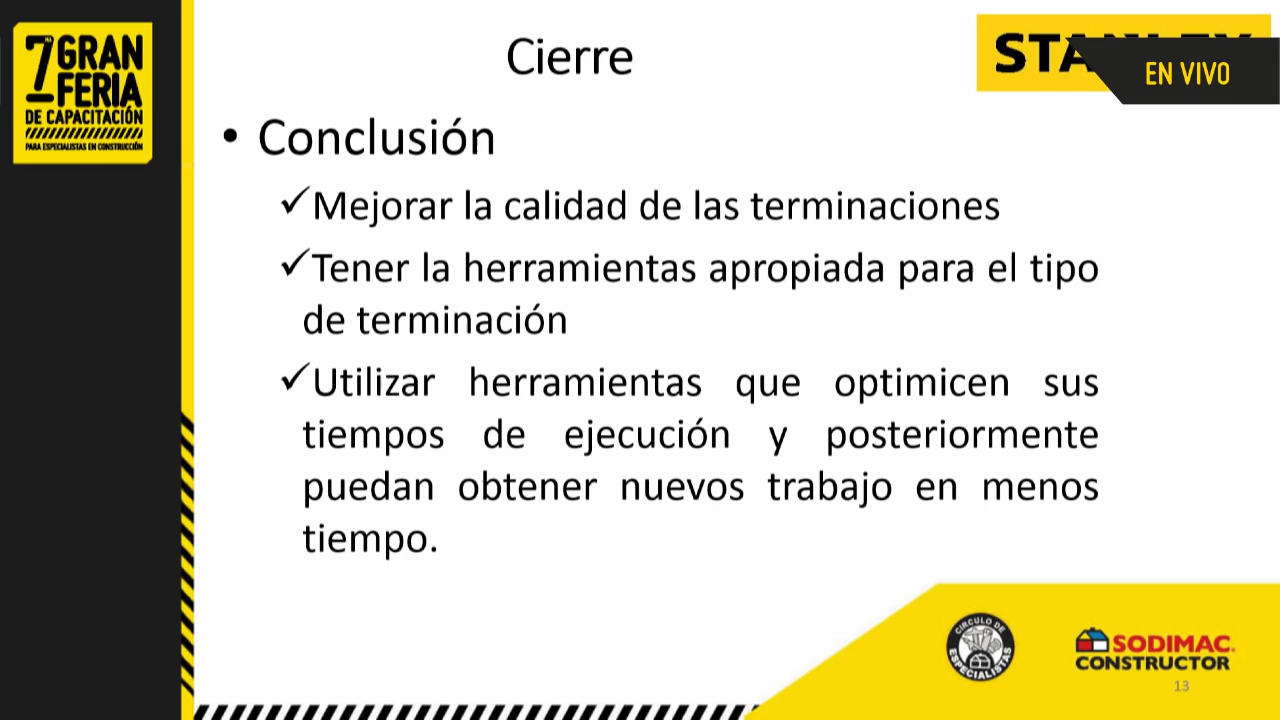 7MA GRAN
FERIA
DE CAPACITACIÓN
PARA ESPECIALISTAS EN CONSTRUCCIÓN
Cierre
EN VIVO
• Conclusión
✓Mejorar la calidad de las terminaciones
✓Tener la herramientas apropiada para el tipo
de terminación
✓Utilizar herramientas que optimicen sus
tiempos de ejecución y posteriormente
puedan obtener nuevos trabajo en menos
tiempo.
CIRCULO DE
ESPECIALISTAS
SODIMAC
CONSTRUCTOR
13